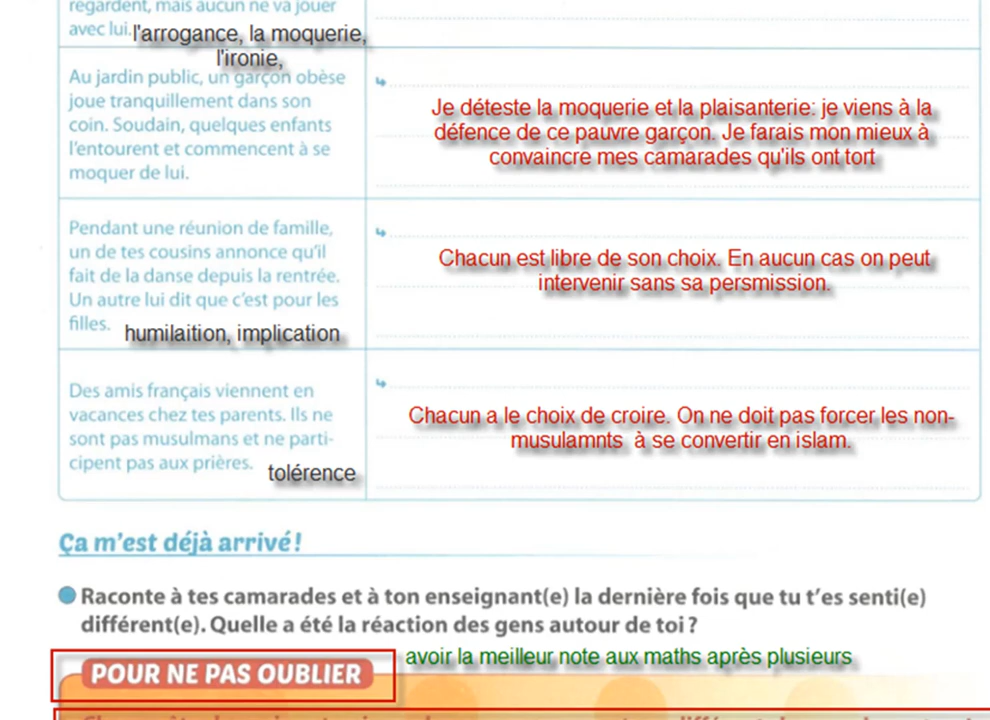 regardent, mais aucun ne va jouer
avec lui.
l'arrogance, la moquerie,
l'ironie,
Au jardin public, un garçon obèse
joue tranquillement dans son
coin. Soudain, quelques enfants
l'entourent et commencent à se
moquer de lui.
Je déteste la moquerie et la plaisanterie: je viens à la
défence de ce pauvre garçon. Je farais mon mieux à
convaincre mes camarades qu'ils ont tort
Pendant une réunion de famille,
un de tes cousins annonce qu'il
fait de la danse depuis la rentrée.
Un autre lui dit que c'est pour les
filles.
humilaition, implication
Chacun est libre de son choix. En aucun cas on peut
intervenir sans sa persmission.
Des amis français viennent en
vacances chez tes parents. Ils ne
sont pas musulmans et ne parti-
cipent pas aux prières.
tolérence
Chacun a le choix de croire. On ne doit pas forcer les non-
musulamnts à se convertir en islam.
Ça m'est déjà arrivé!
Raconte à tes camarades et à ton enseignant(e) la dernière fois que tu t'es senti(e)
différent(e). Quelle a été la réaction des gens autour de toi ?
avoir la meilleur note aux maths après plusieurs
POUR NE PAS OUBLIER